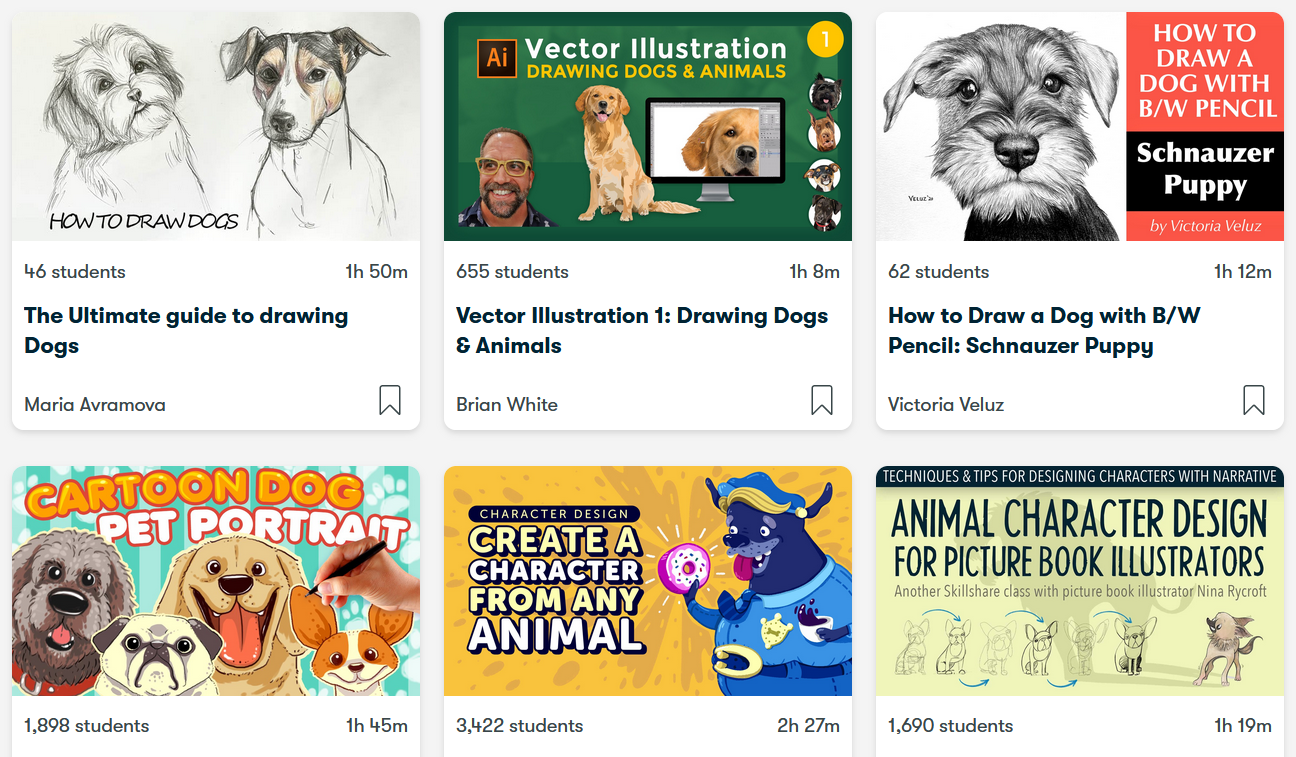 HOW TO DRAW DOGS
46 students
1h 50m
The Ultimate guide to drawing
Dogs
Maria Avramova
Ai
Vector Illustration
DRAWING DOGS & ANIMALS
1
655 students
1h 8m
Vector Illustration 1: Drawing Dogs
& Animals
Brian White
HOW TO
DRAW A
DOG WITH
B/W PENCIL
Schnauzer
Puppy
by Victoria Veluz
VELUZ
62 students
1h 12m
How to Draw a Dog with B/W
Pencil: Schnauzer Puppy
Victoria Veluz
CARTOON DOG
PET PORTRAIT
1,898 students
1h 45m
CHARACTER DESIGN
CREATE A
CHARACTER
FROM ANY
ANIMAL
3,422 students
2h 27m
TECHNIQUES & TIPS FOR DESIGNING CHARACTERS WITH NARRATIVE
ANIMAL CHARACTER DESIGN
FOR PICTURE BOOK ILLUSTRATORS
Another Skillshare class with picture book illustrator Nina Rycroft
1,690 students
1h 19m